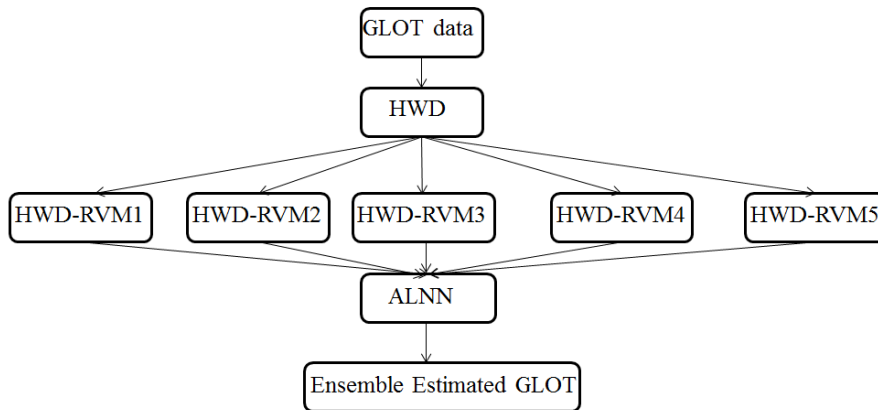 GLOT data
HWD
HWD-RVM1
HWD-RVM2
HWD-RVM3
HWD-RVM4
HWD-RVM5
ALNN
Ensemble Estimated GLOT